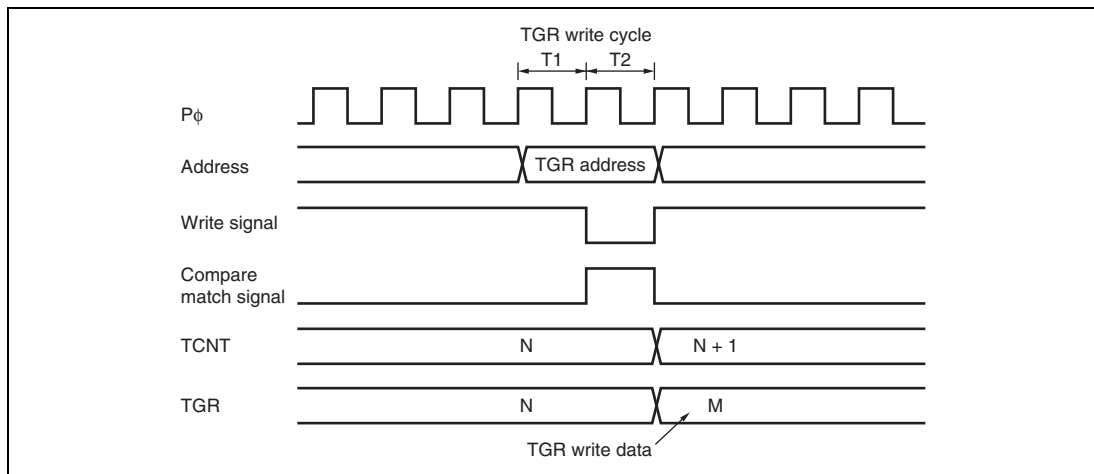 TGR write cycle
T1 T2
Pϕ
Address TGR address
Write signal
Compare
match signal
TCNT N N + 1
TGR N M
TGR write data